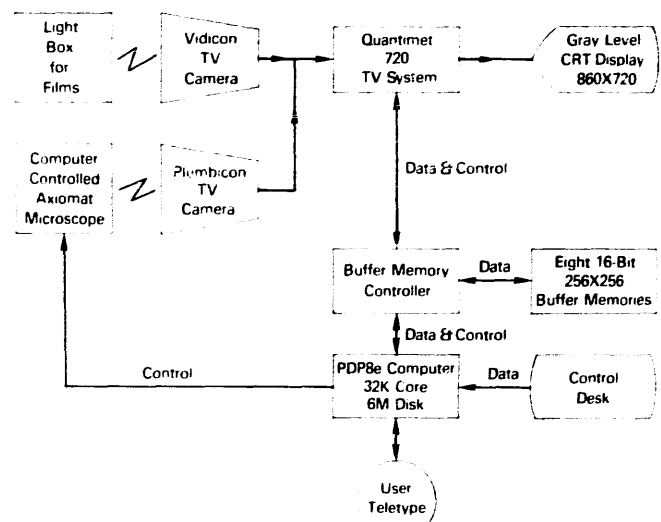 Light
Box
for
Films
Vidicon
TV
Camera
Quantimet
720
TV System
Gray Level
CRT Display
860X720
Computer
Controlled
Axiomat
Microscope
Plumbicon
TV
Camera
Data & Control
Buffer Memory
Controller
Data
Eight 16-Bit
256X256
Buffer Memories
Data & Control
Control
PDP8e Computer
32K Core
6M Disk
Data
Control
Desk
User
Teletype